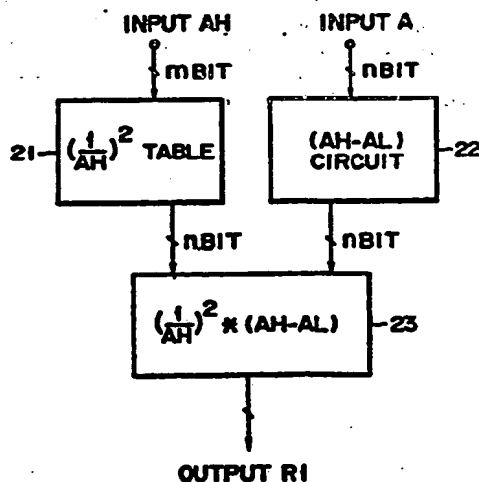 INPUT AH INPUT A
mBIT nBIT
21 (1/AH)² TABLE (AH-AL) CIRCUIT 22
nBIT nBIT
(1/AH)² * (AH-AL) 23
OUTPUT R1